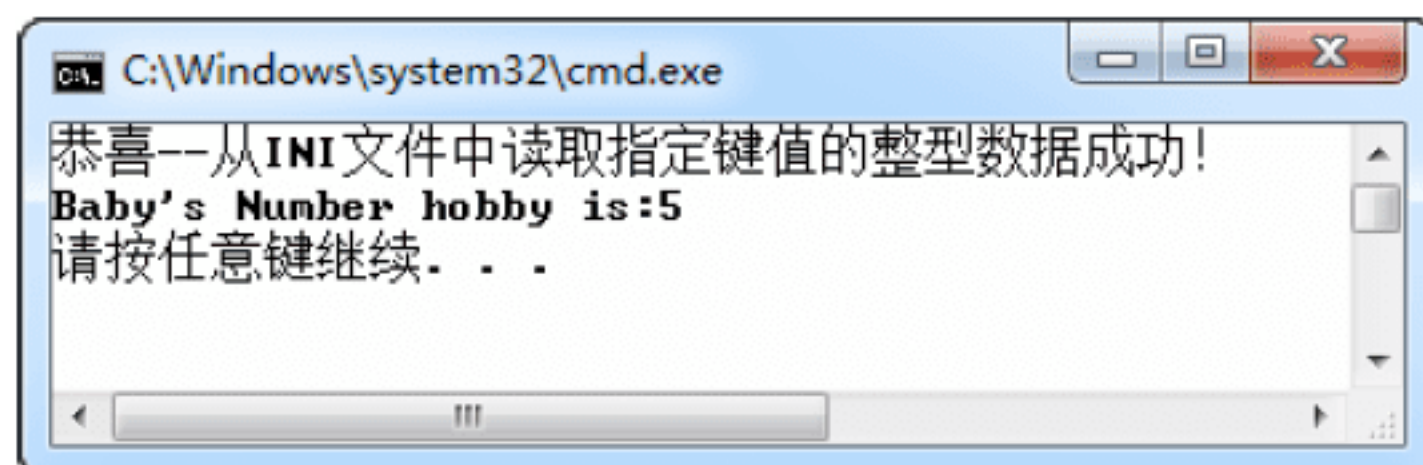 C:\Windows\system32\cmd.exe
恭喜--从INI文件中读取指定键值的整型数据成功!
Baby's Number hobby is:5
请按任意键继续. . .